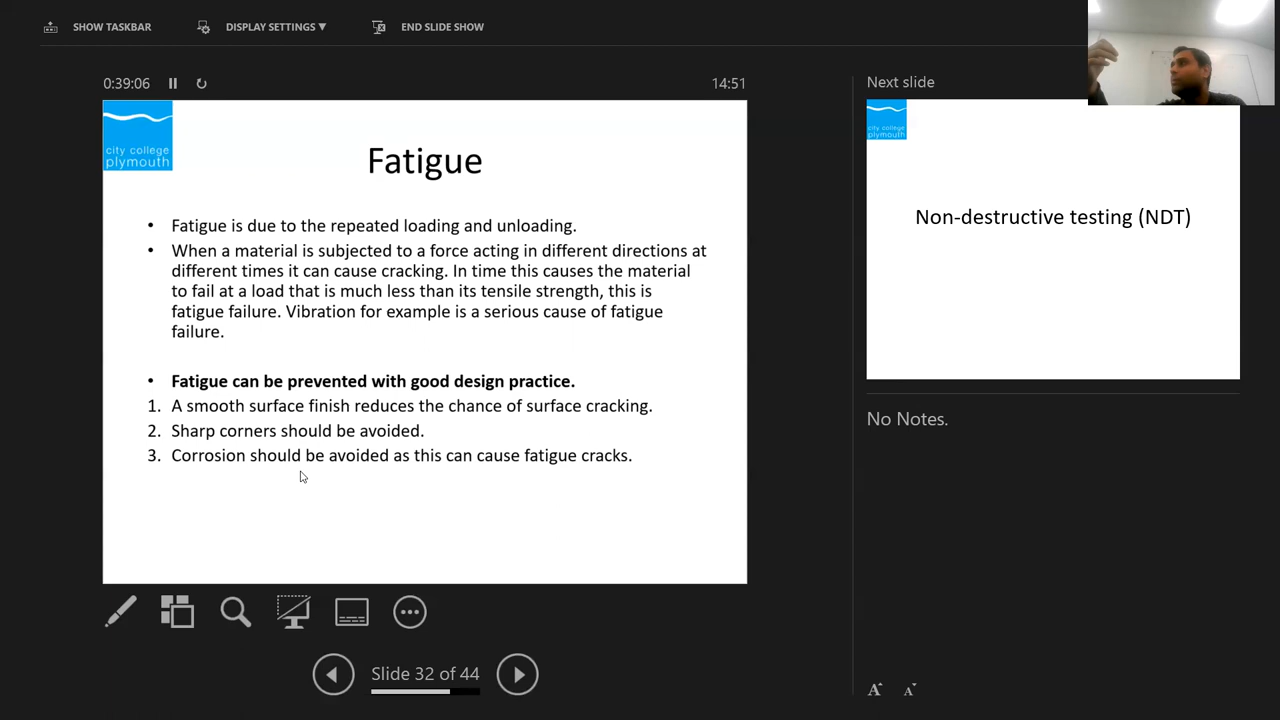 SHOW TASKBAR
DISPLAY SETTINGS ▼
END SLIDE SHOW
0:39:06
14:51
city college
plymouth
Fatigue
• Fatigue is due to the repeated loading and unloading.
• When a material is subjected to a force acting in different directions at
different times it can cause cracking. In time this causes the material
to fail at a load that is much less than its tensile strength, this is
fatigue failure. Vibration for example is a serious cause of fatigue
failure.
• Fatigue can be prevented with good design practice.
1. A smooth surface finish reduces the chance of surface cracking.
2. Sharp corners should be avoided.
3. Corrosion should be avoided as this can cause fatigue cracks.
Slide 32 of 44
Next slide
city college
plymouth
Non-destructive testing (NDT)
No Notes.
A A